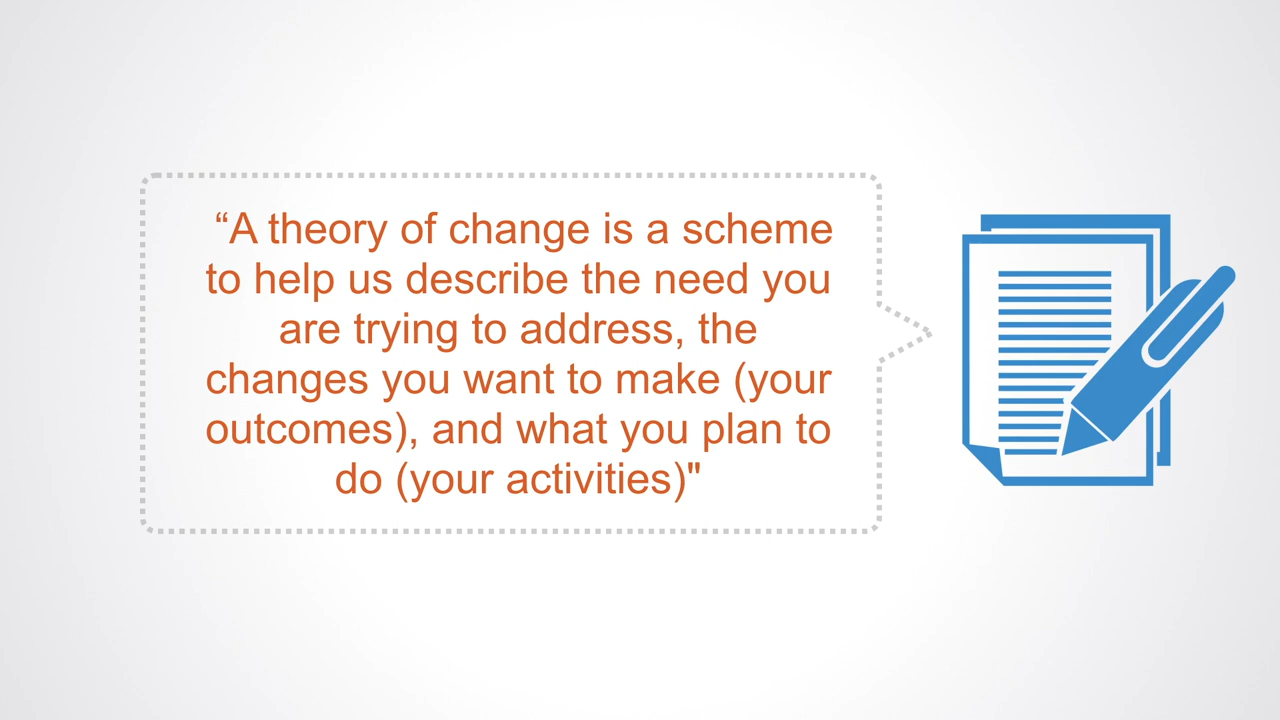 “A theory of change is a scheme
to help us describe the need you
are trying to address, the
changes you want to make (your
outcomes), and what you plan to
do (your activities)"